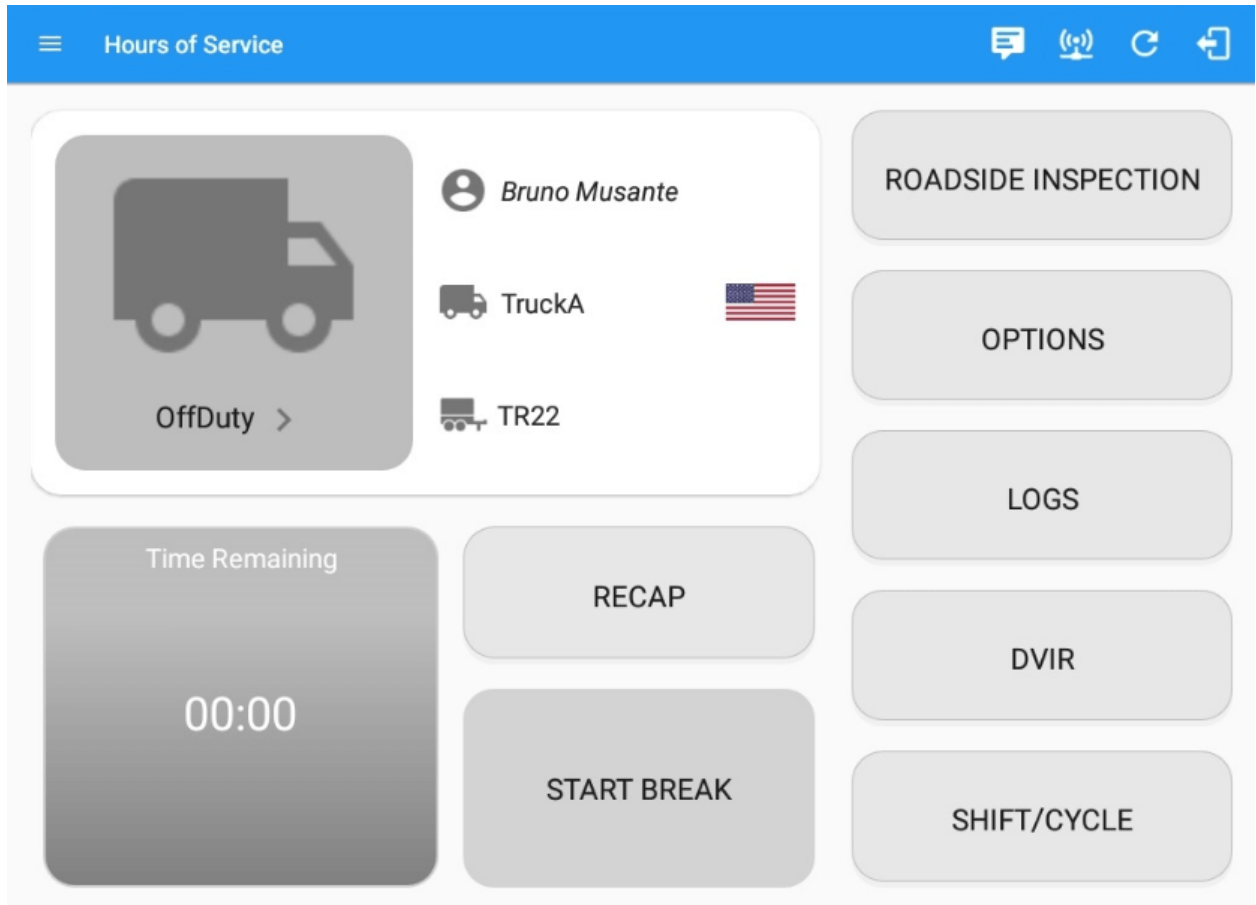 Hours of Service
Bruno Musante
TruckA
TR22
OffDuty
Time Remaining
00:00
RECAP
START BREAK
ROADSIDE INSPECTION
OPTIONS
LOGS
DVIR
SHIFT/CYCLE